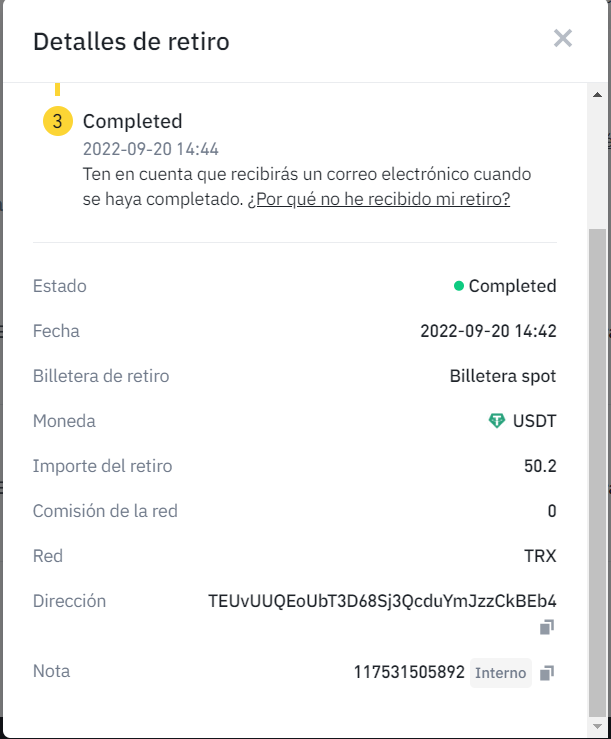 Detalles de retiro
3 Completed
2022-09-20 14:44
Ten en cuenta que recibirás un correo electrónico cuando
se haya completado. ¿Por qué no he recibido mi retiro?
Estado Completed
Fecha 2022-09-20 14:42
Billetera de retiro Billetera spot
Moneda USDT
Importe del retiro 50.2
Comisión de la red 0
Red TRX
Dirección TEUvUUQEoUbT3D68Sj3QcduYmJzzCkBEb4
Nota 117531505892 Interno